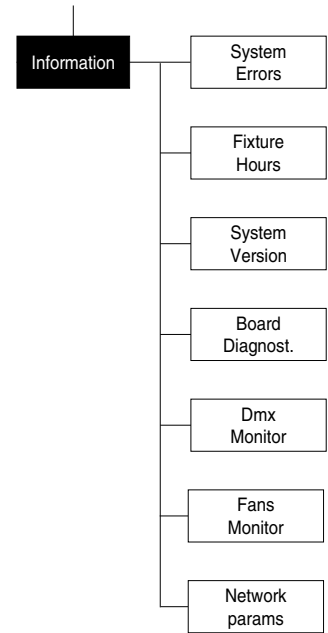 Information
System
Errors
Fixture
Hours
System
Version
Board
Diagnost.
Dmx
Monitor
Fans
Monitor
Network
params